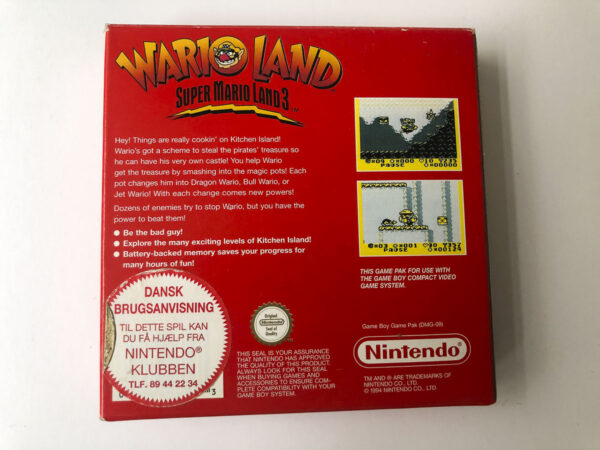 WARIO LAND
SUPER MARIO LAND 3
TM
Hey! Things are really cookin' on Kitchen Island!
Wario's got a scheme to steal the pirates' treasure so
he can have his very own castle! You help Wario
get the treasure by smashing into the magic pots! Each
pot changes him into Dragon Wario, Bull Wario, or
Jet Wario! With each change comes new powers!
Dozens of enemies try to stop Wario, but you have the
power to beat them!
● Be the bad guy!
● Explore the many exciting levels of Kitchen Island!
● Battery-backed memory saves your progress for
many hours of fun!
PAUSE
PAUSE
THIS GAME PAK FOR USE WITH
THE GAME BOY COMPACT VIDEO
GAME SYSTEM.
DANSK
BRUGSANVISNING
TIL DETTE SPIL KAN
DU FÅ HJÆLP FRA
NINTENDO®
KLUBBEN
TLF. 89 44 22 34
Original
Nintendo
Seal of
Quality
THIS SEAL IS YOUR ASSURANCE
THAT NINTENDO HAS APPROVED
THE QUALITY OF THIS PRODUCT.
ALWAYS LOOK FOR THIS SEAL
WHEN BUYING GAMES AND
ACCESSORIES TO ENSURE COM-
PLETE COMPATIBILITY WITH YOUR
GAME BOY SYSTEM.
Game Boy Game Pak (DMG-09)
Nintendo®
TM AND ® ARE TRADEMARKS OF
NINTENDO CO., LTD.
© 1994 NINTENDO CO., LTD.